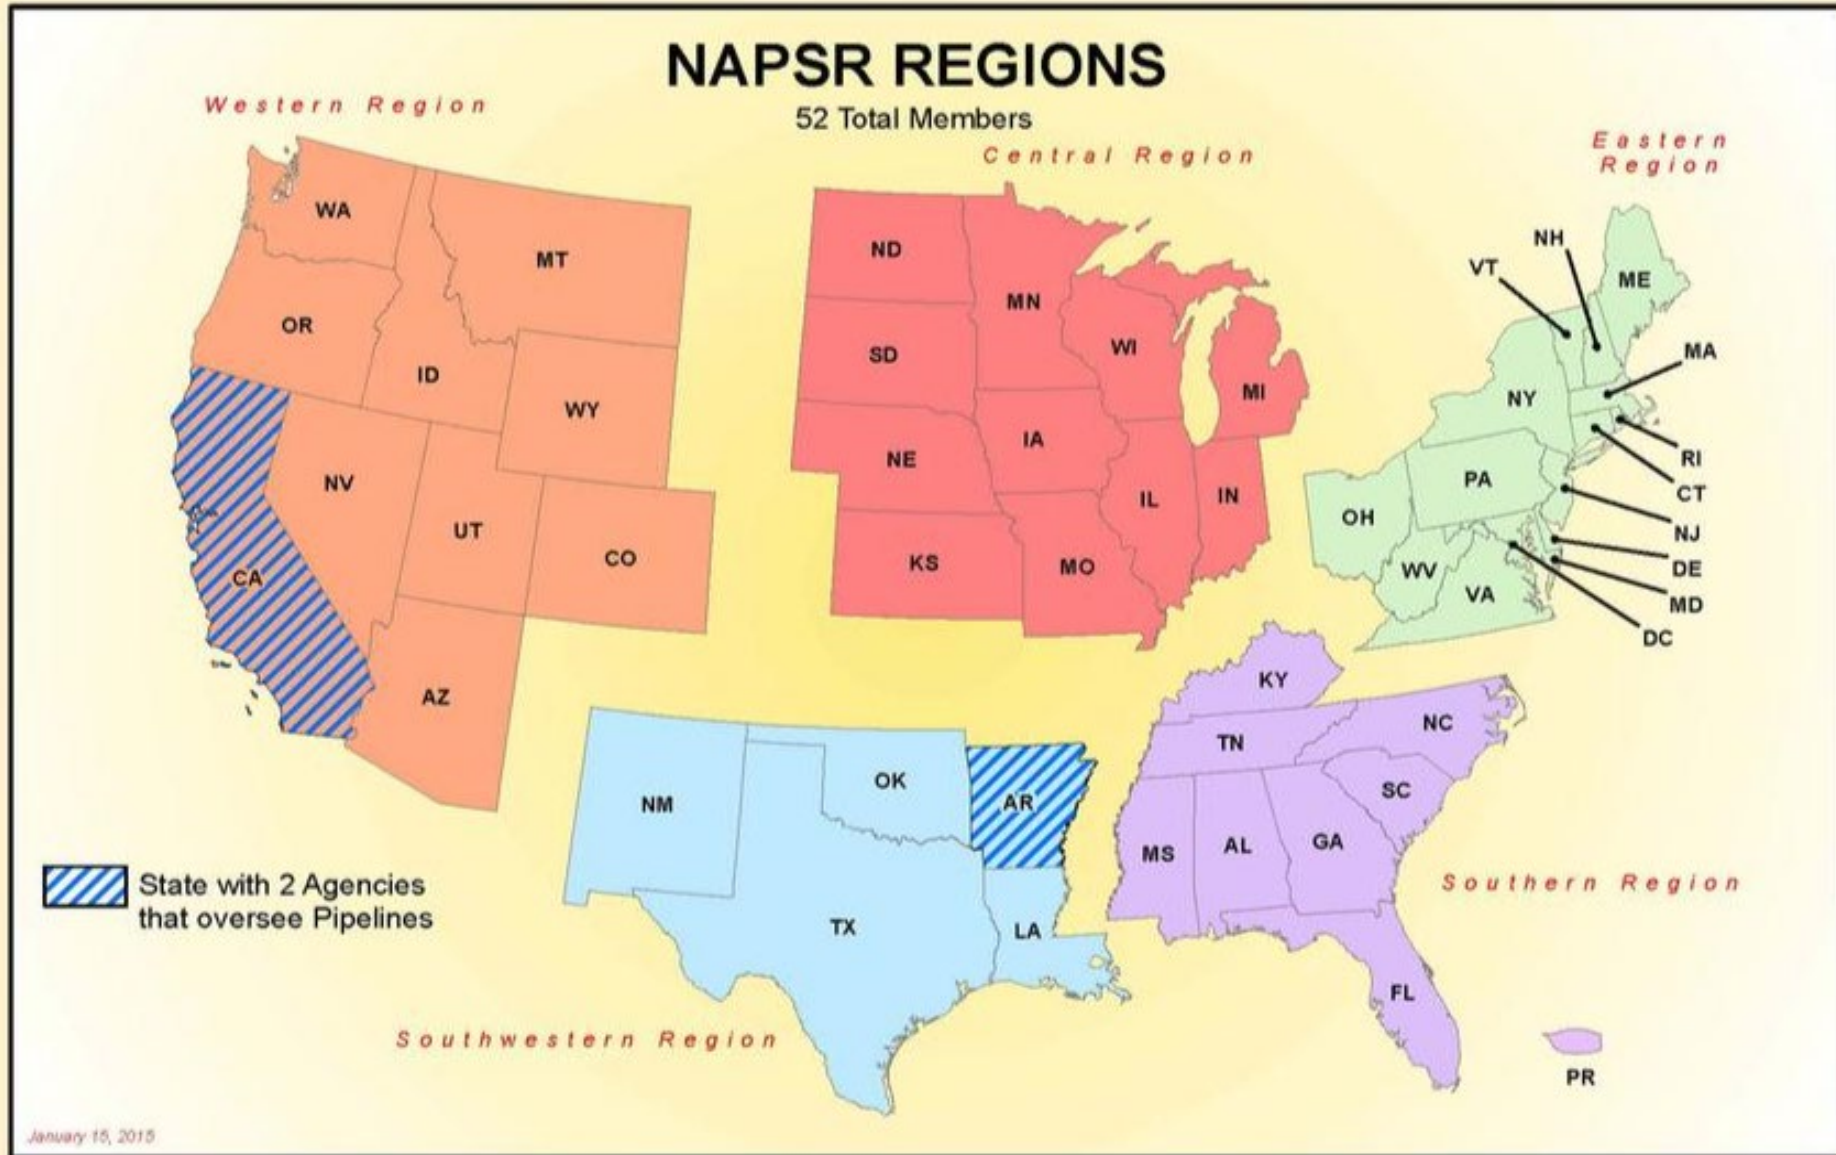 NAPSR REGIONS
52 Total Members
Western Region
Central Region
Eastern
Region
WA
MT
OR
ID
WY
NV
UT
CO
CA
AZ
ND
MN
SD
WI
MI
NE
IA
IL
IN
KS
MO
NH
VT
ME
MA
NY
RI
PA
CT
OH
NJ
WV
DE
VA
MD
DC
KY
NC
TN
SC
MS
AL
GA
FL
PR
Southern Region
NM
OK
AR
TX
LA
Southwestern Region
State with 2 Agencies
that oversee Pipelines
January 15, 2015